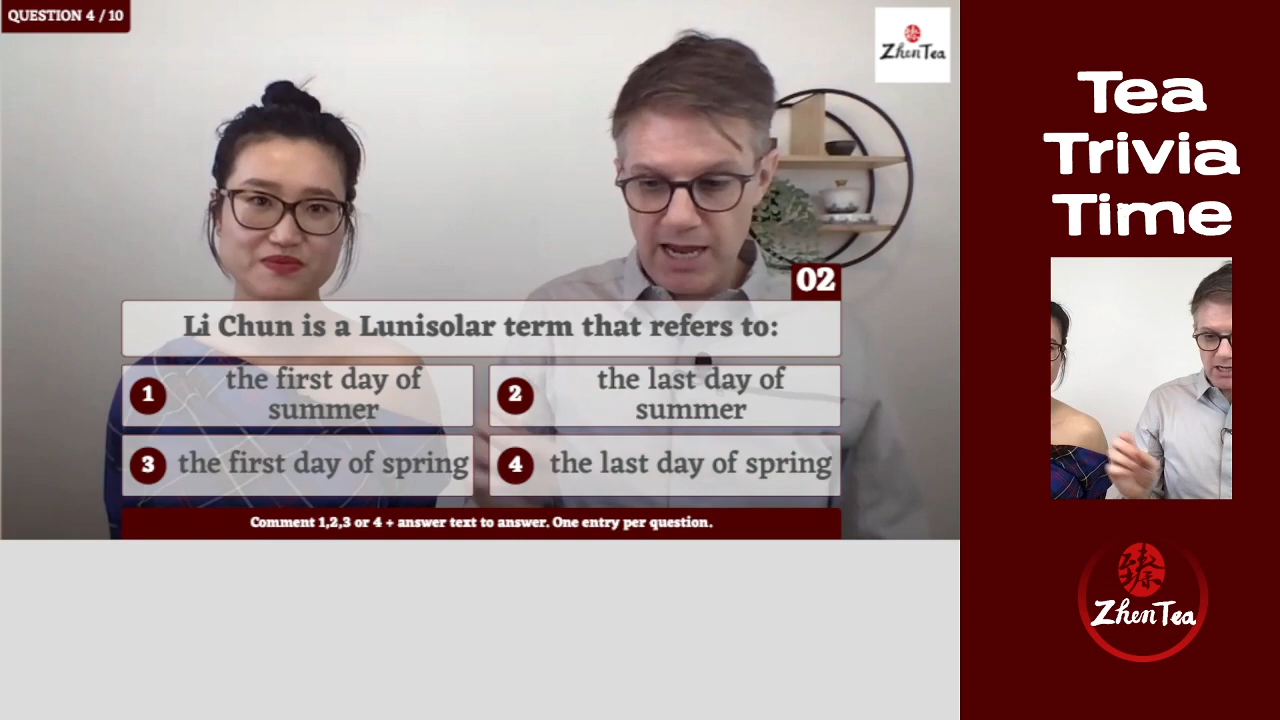 QUESTION 4 / 10
臻
ZhenTea
02
Li Chun is a Lunisolar term that refers to:
1
the first day of
summer
2
the last day of
summer
3
the first day of spring
4
the last day of spring
Comment 1,2,3 or 4 + answer text to answer. One entry per question.
Tea
Trivia
Time
臻
ZhenTea